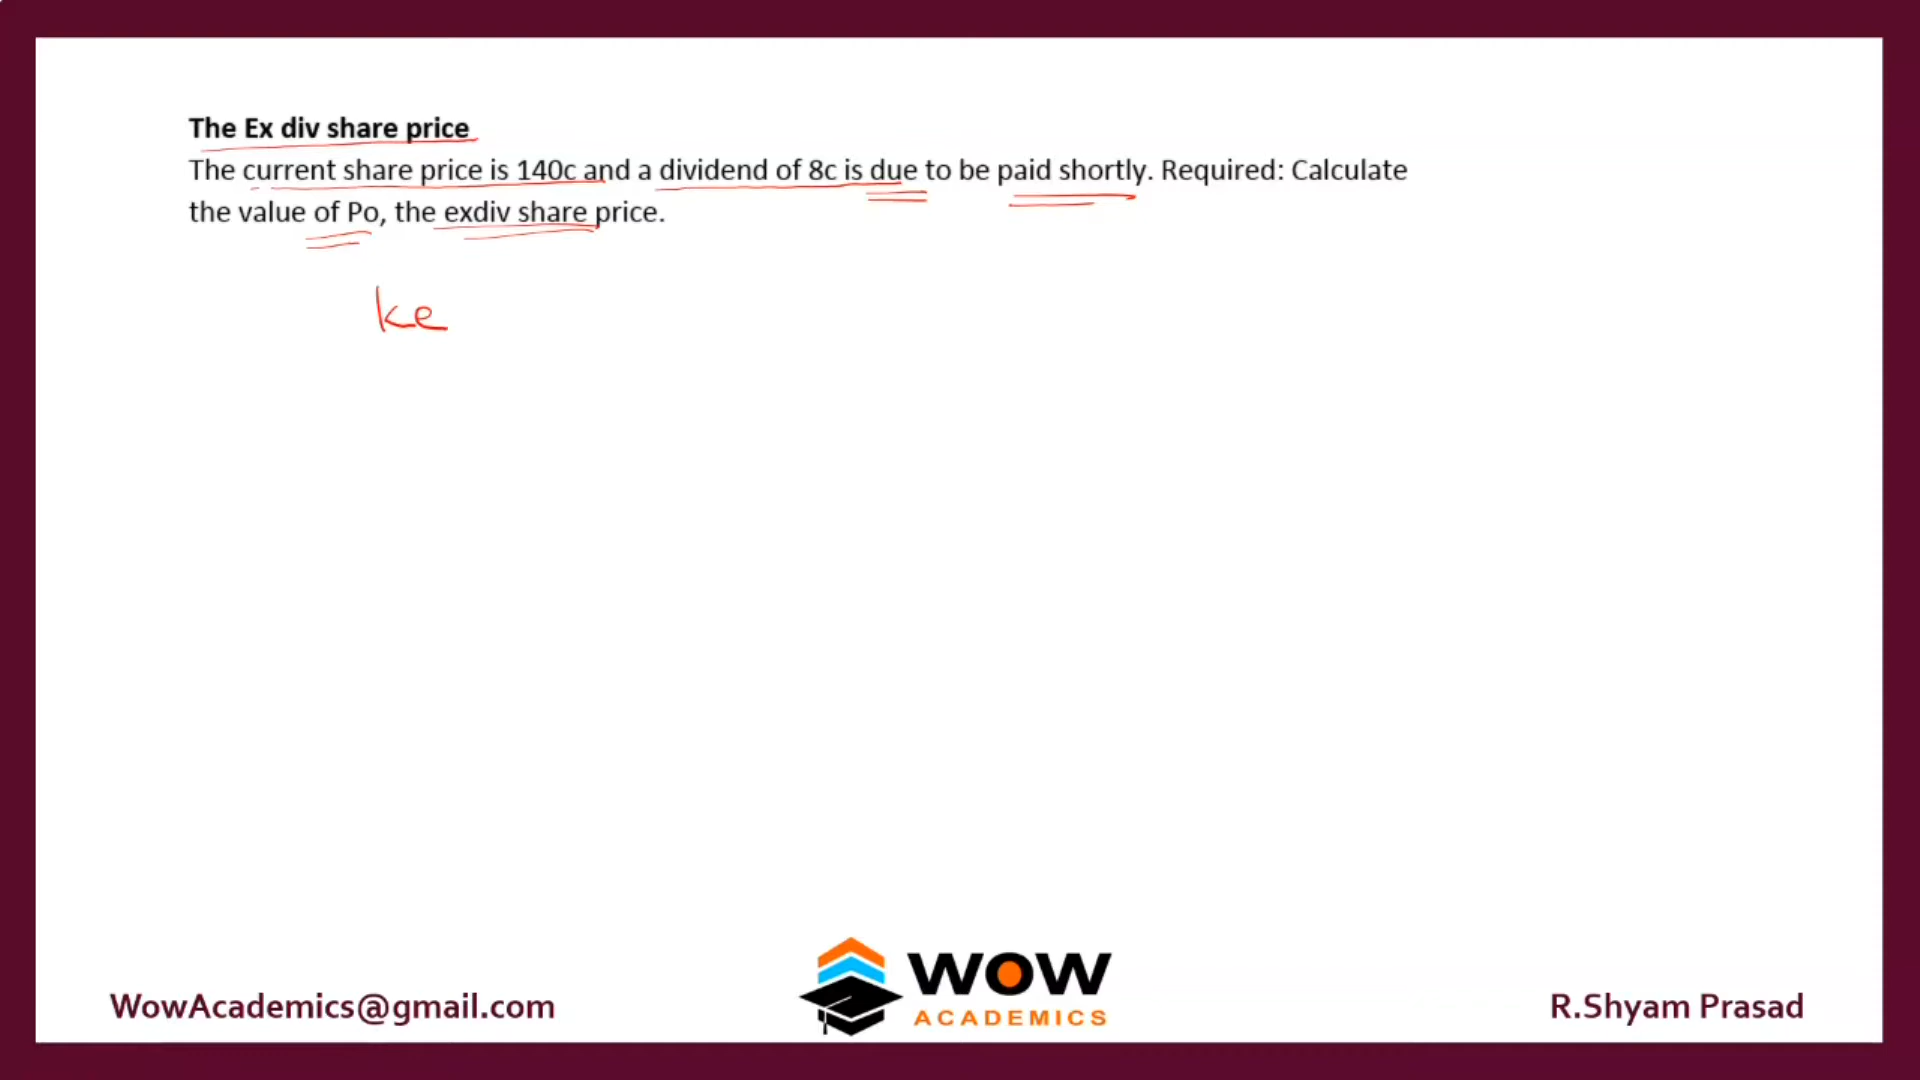 The Ex div share price
The current share price is 140c and a dividend of 8c is due to be paid shortly. Required: Calculate
the value of Po, the exdiv share price.
ke
WowAcademics@gmail.com
WOW
ACADEMICS
R.Shyam Prasad